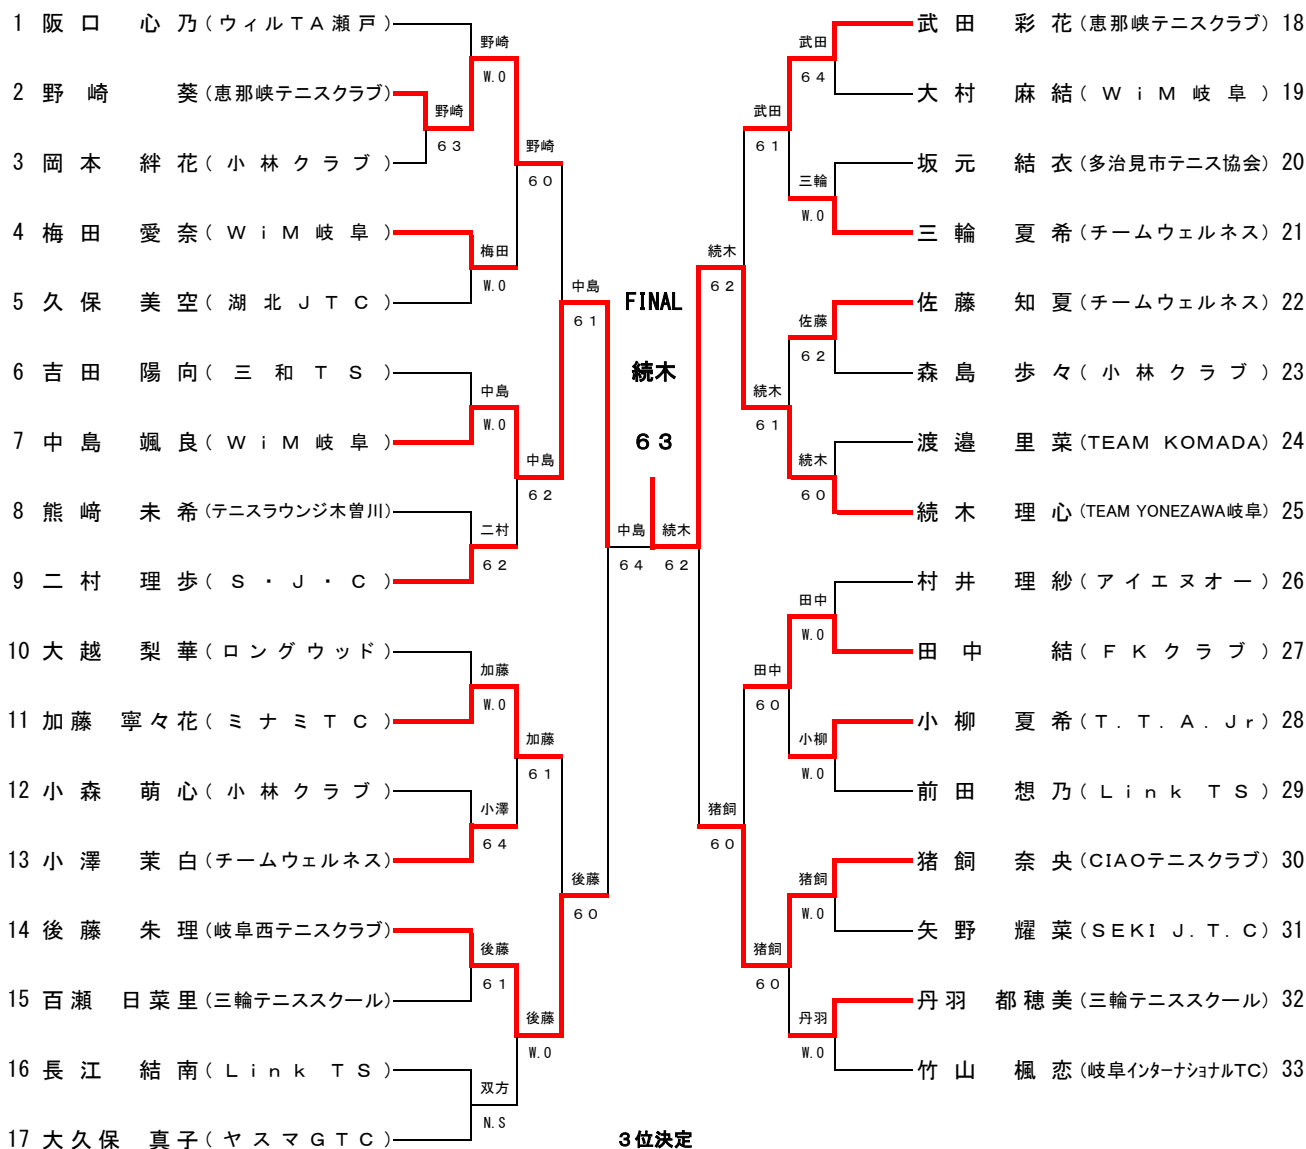 1 阪口 心乃 (ウィルTA瀬戸)
2 野崎 葵 (恵那峡テニスクラブ)
3 岡本 絆花 (小林クラブ)
4 梅田 愛奈 (WiM岐阜)
5 久保 美空 (湖北JTC)
6 吉田 陽向 (三和TS)
7 中島 颯良 (WiM岐阜)
8 熊﨑 未希 (テニスラウンジ木曽川)
9 二村 理歩 (S・J・C)
10 大越 梨華 (ロングウッド)
11 加藤 寧々花 (ミナミTC)
12 小森 萌心 (小林クラブ)
13 小澤 茉白 (チームウェルネス)
14 後藤 朱理 (岐阜西テニスクラブ)
15 百瀬 日菜里 (三輪テニススクール)
16 長江 結南 (Link TS)
17 大久保 真子 (ヤスマGTC)
野崎
63
野崎
W.0
梅田
W.0
中島
W.0
二村
62
加藤
W.0
小澤
64
後藤
61
双方
N.S
野崎
60
中島
62
加藤
61
後藤
W.0
中島
61
後藤
60
中島
64
FINAL
続木
63
続木
62
3位決定
続木
62
猪飼
60
武田
61
続木
61
田中
60
猪飼
60
武田
64
三輪
W.0
佐藤
62
続木
60
田中
W.0
小柳
W.0
猪飼
W.0
丹羽
W.0
武田 彩花 (恵那峡テニスクラブ) 18
大村 麻結 (WiM岐阜) 19
坂元 結衣 (多治見市テニス協会) 20
三輪 夏希 (チームウェルネス) 21
佐藤 知夏 (チームウェルネス) 22
森島 歩々 (小林クラブ) 23
渡邉 里菜 (TEAM KOMADA) 24
続木 理心 (TEAM YONEZAWA岐阜) 25
村井 理紗 (アイエヌオー) 26
田中 結 (FKクラブ) 27
小柳 夏希 (T.T.A.Jr) 28
前田 想乃 (Link TS) 29
猪飼 奈央 (CIAOテニスクラブ) 30
矢野 耀菜 (SEKI J.T.C) 31
丹羽 都穂美 (三輪テニススクール) 32
竹山 楓恋 (岐阜インターナショナルTC) 33